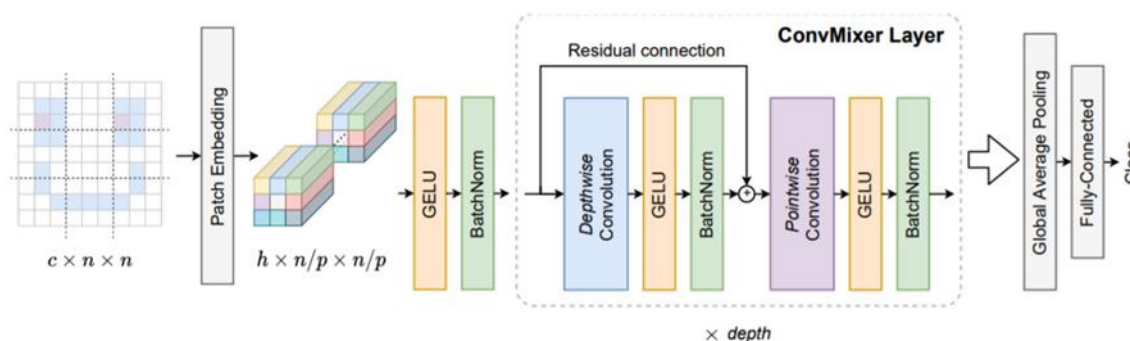 ConvMixer Layer
Residual connection
Patch Embedding
GELU
BatchNorm
Depthwise
Convolution
GELU
BatchNorm
+
Pointwise
Convolution
GELU
BatchNorm
Global Average Pooling
Fully-Connected
c × n × n
h × n/p × n/p
× depth